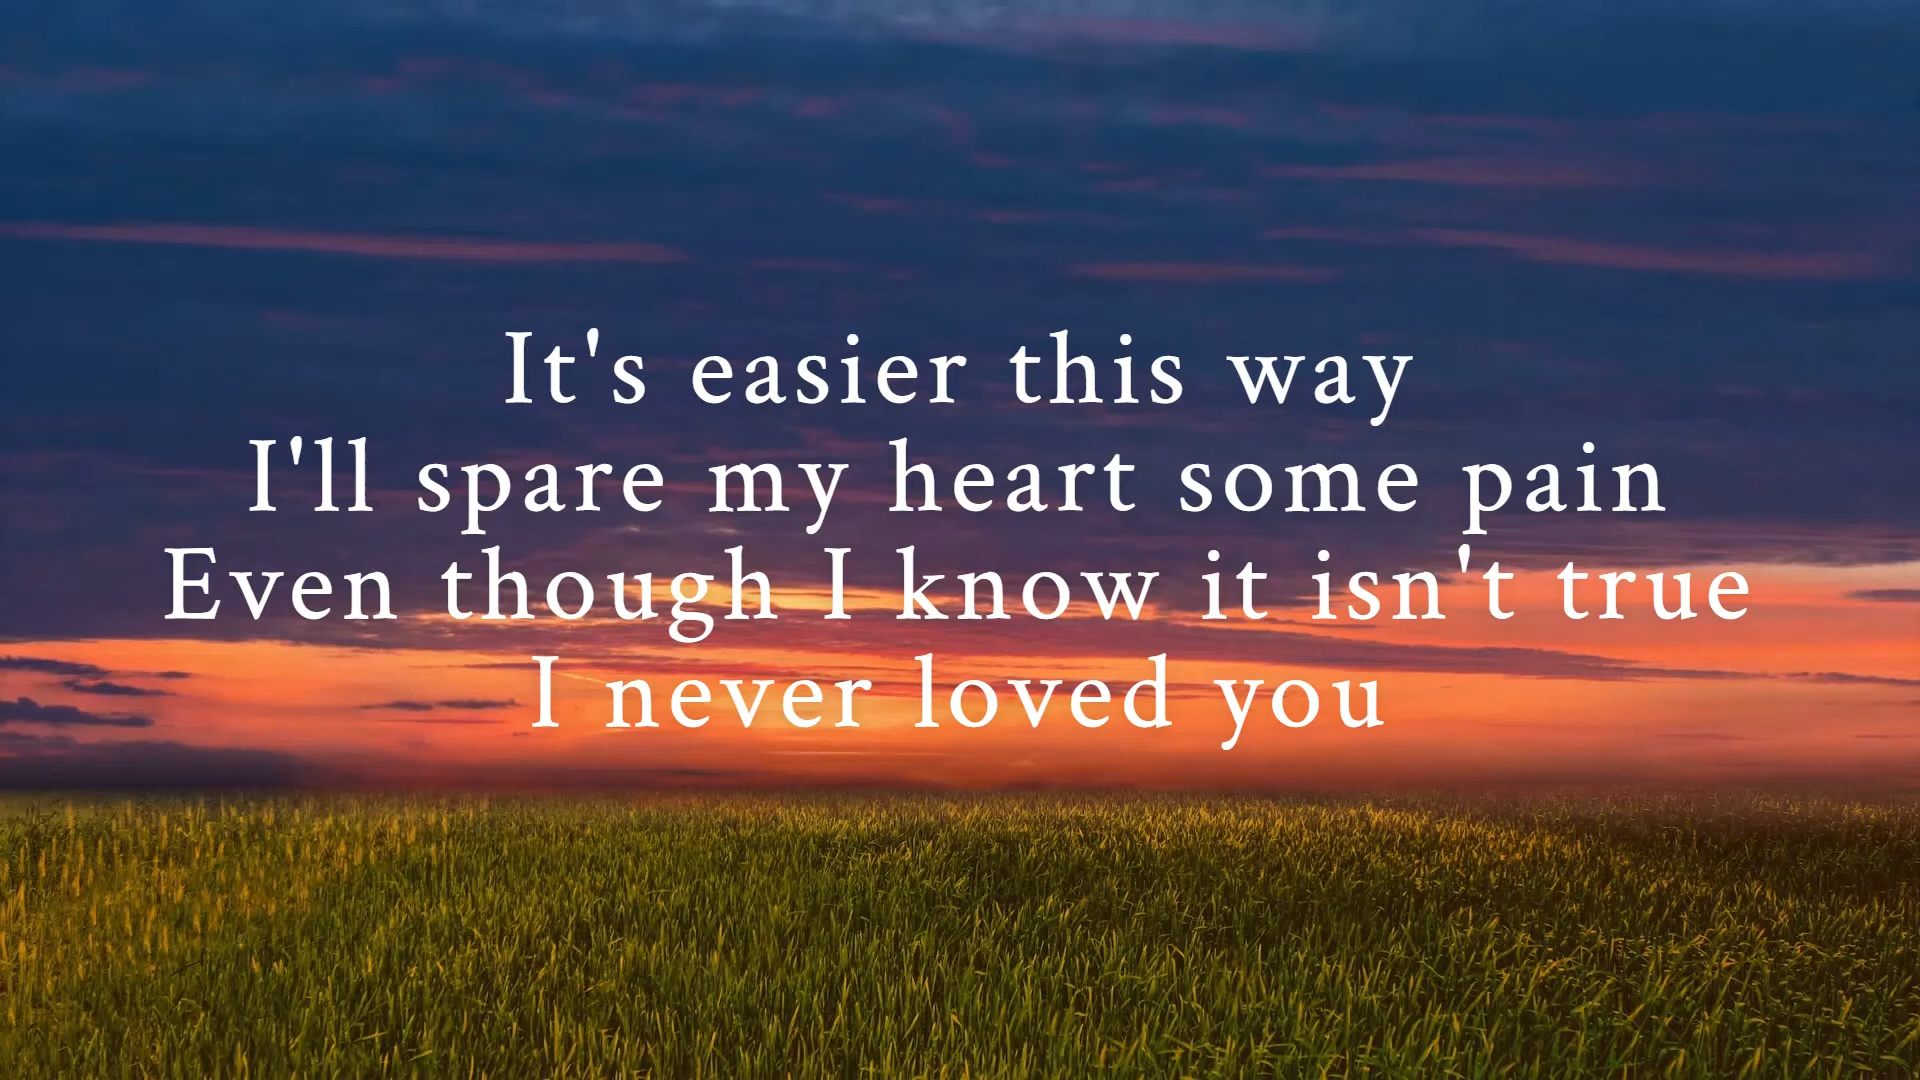 It's easier this way
I'll spare my heart some pain
Even though I know it isn't true
I never loved you